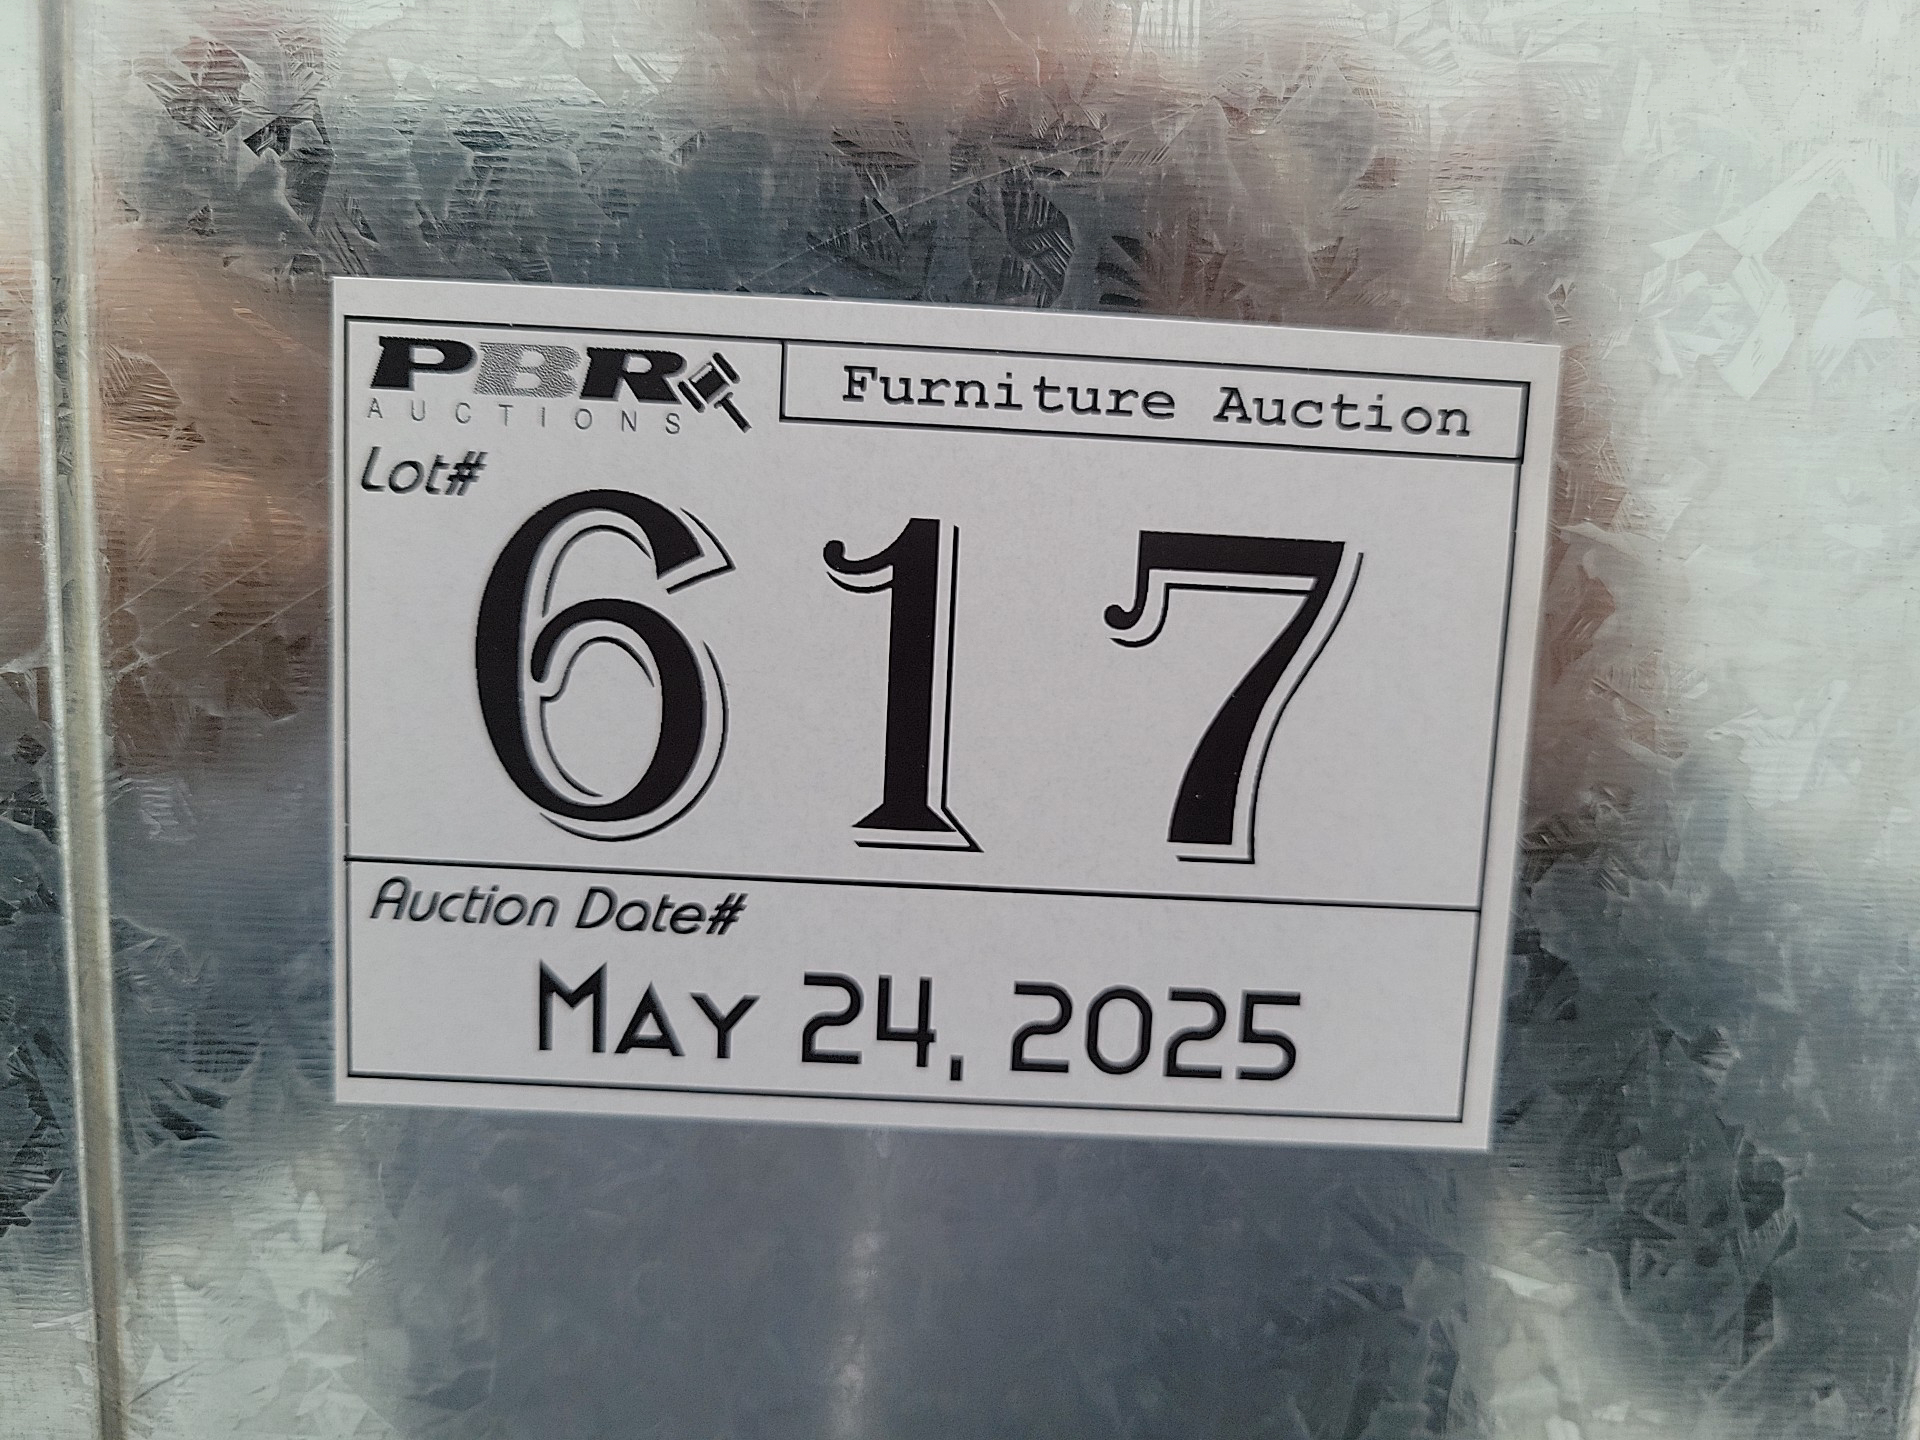 PBR
AUCTIONS
Furniture Auction
Lot#
617
Auction Date#
May 24, 2025